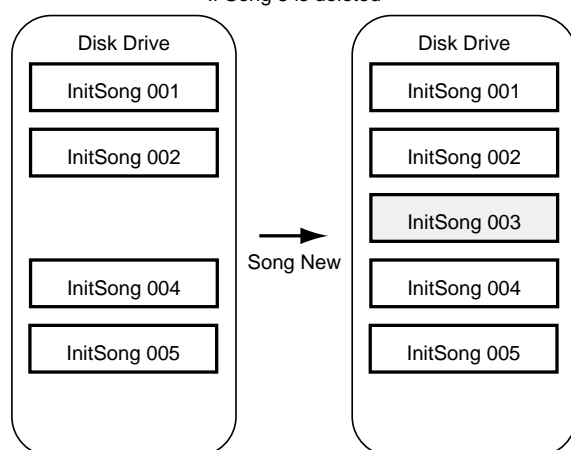 Song 3 is deleted
Disk Drive
InitSong 001
InitSong 002
InitSong 004
InitSong 005
Song New
Disk Drive
InitSong 001
InitSong 002
InitSong 003
InitSong 004
InitSong 005